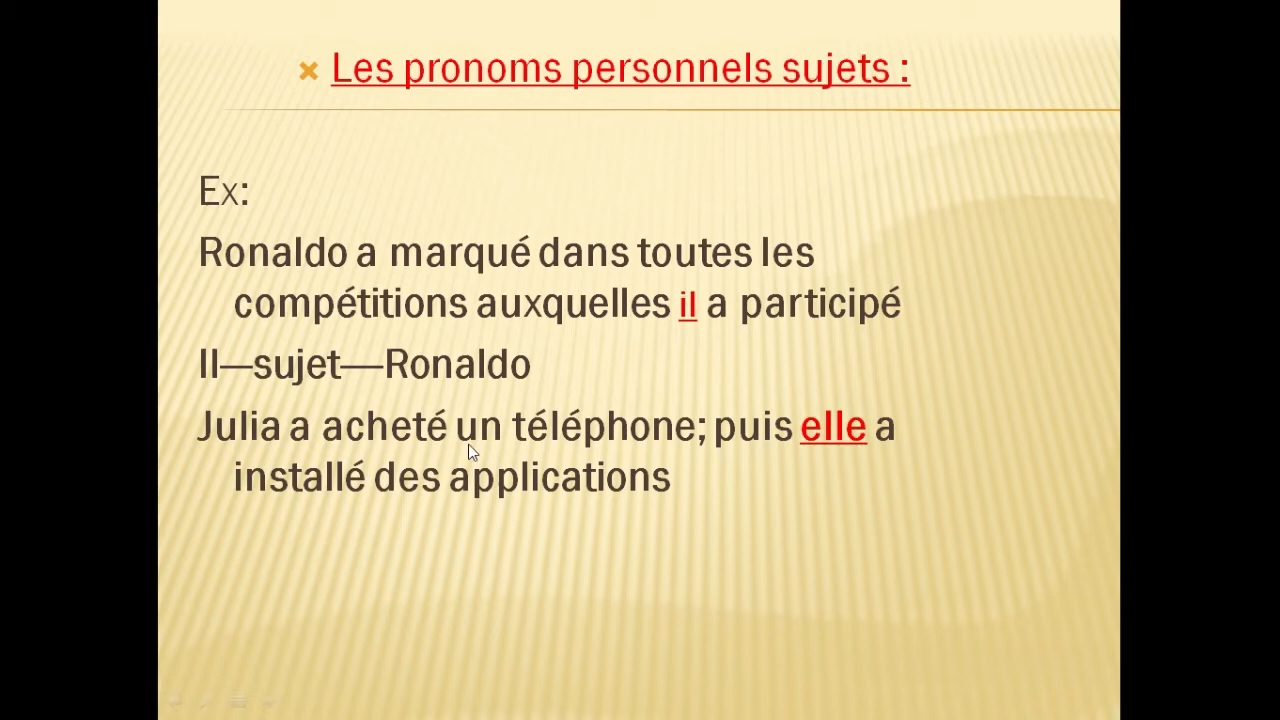 Les pronoms personnels sujets :
Ex:
Ronaldo a marqué dans toutes les
compétitions auxquelles il a participé
Il—sujet—-Ronaldo
Julia a acheté un téléphone; puis elle a
installé des applications